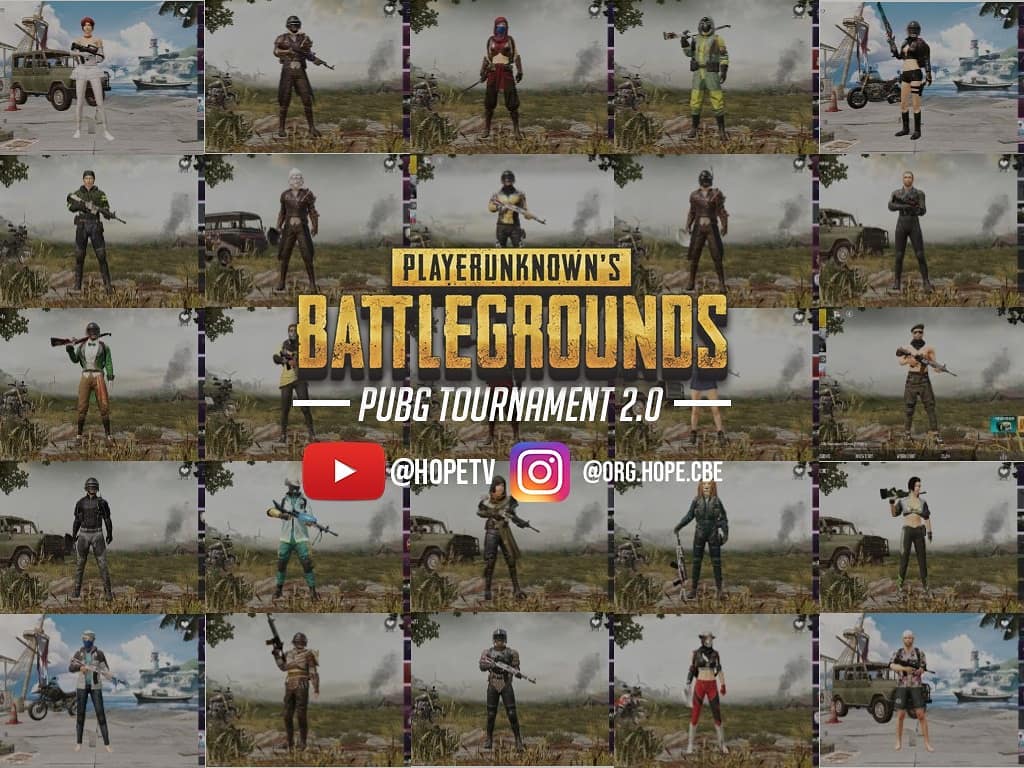 PLAYERUNKNOWN'S
BATTLEGROUNDS
PUBG TOURNAMENT 2.0
@HOPETV @ORG.HOPE.CBE